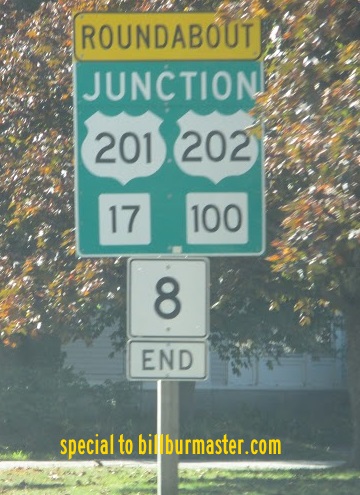 ROUNDABOUT
JUNCTION
201 202
17 100
8
END
special to billburmaster.com